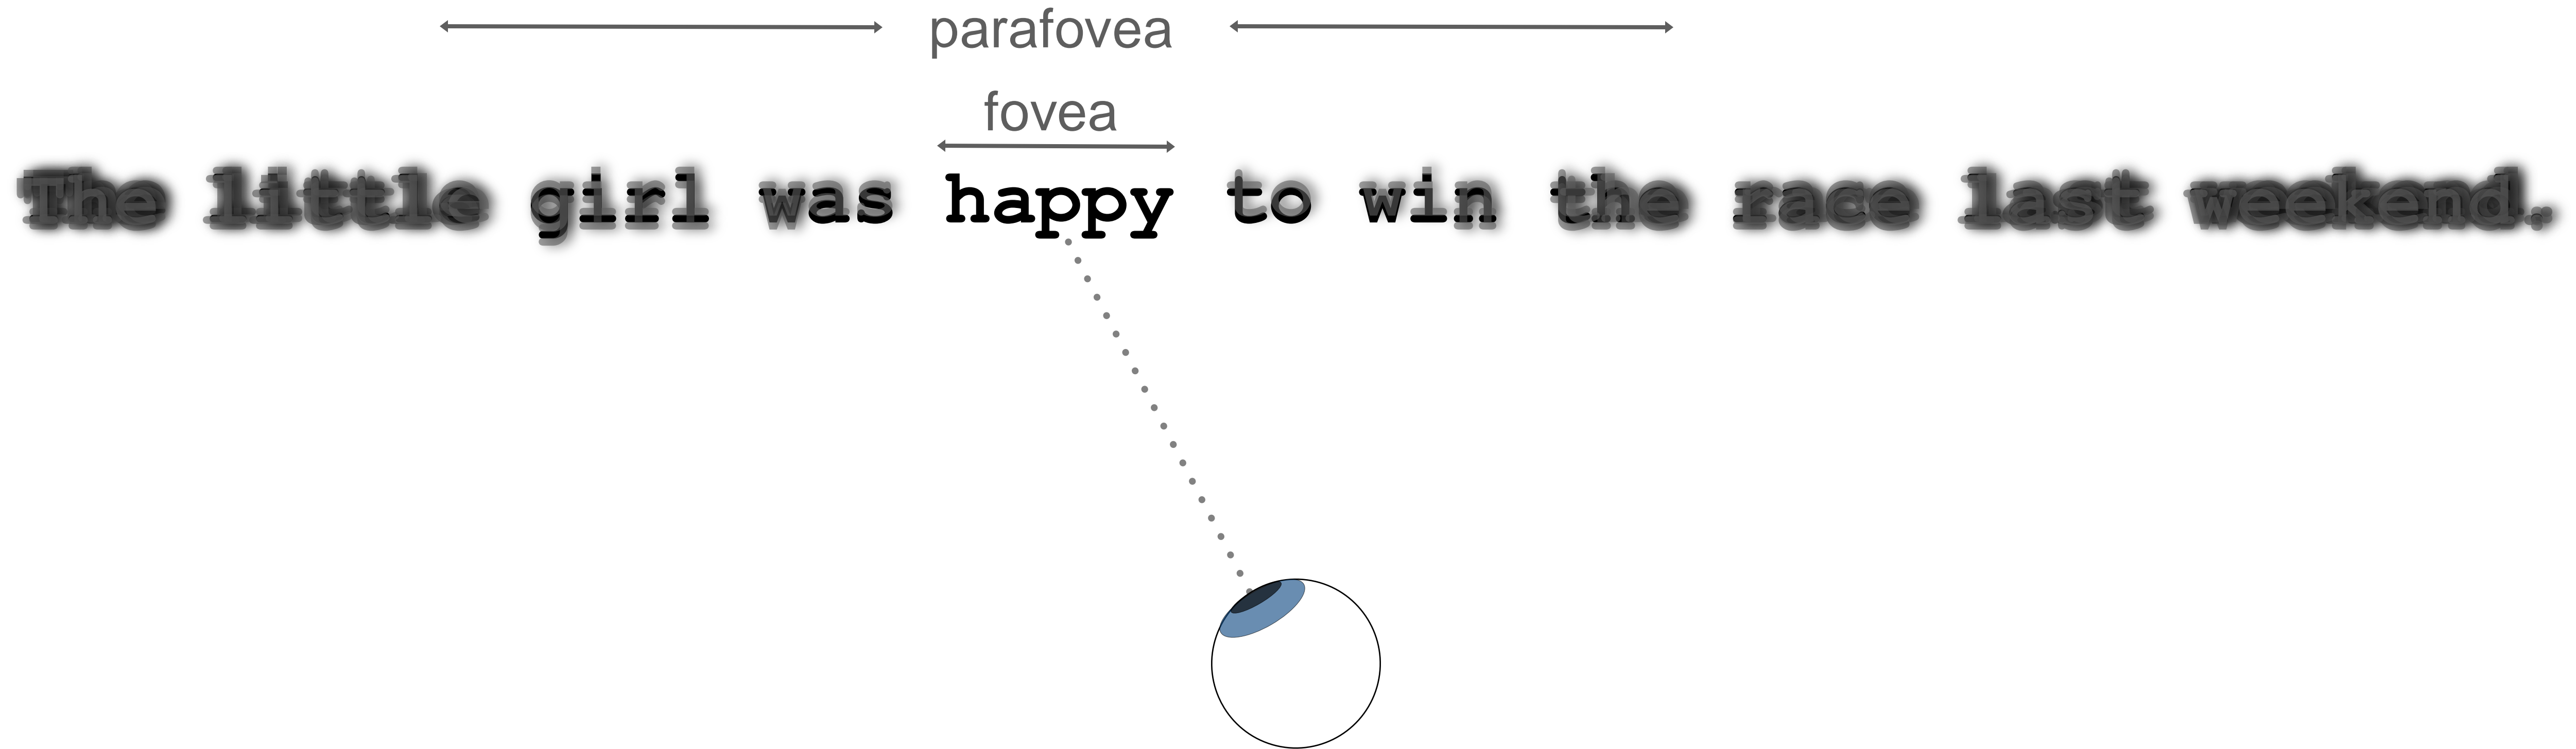 parafovea
fovea
The little girl was happy to win the race last weekend.